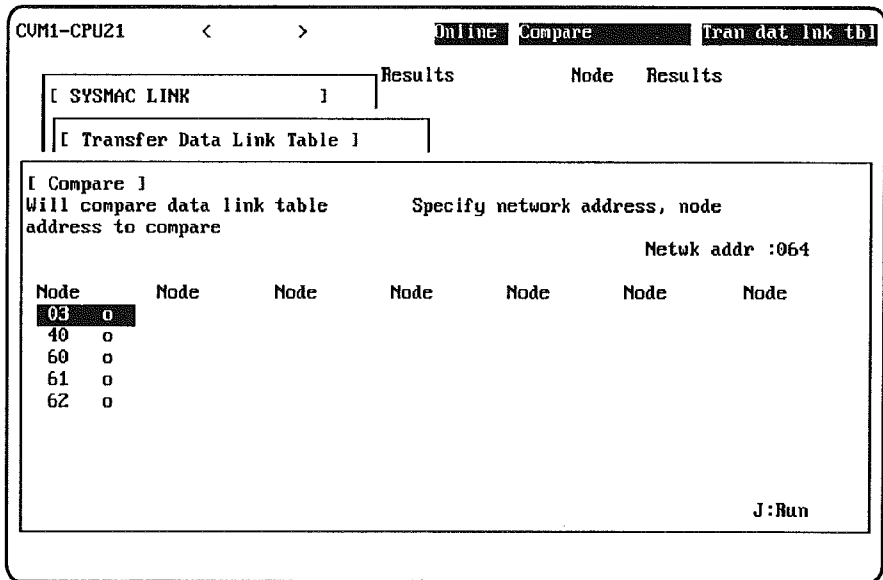 CVM1-CPU21 < > Online Compare Tran dat lnk tbl
Results Node Results
[ SYSMAC LINK ]
[ Transfer Data Link Table ]
[ Compare ]
Will compare data link table Specify network address, node
address to compare
Netwk addr :064
Node Node Node Node Node Node Node
03 o
40 o
60 o
61 o
62 o
J:Run